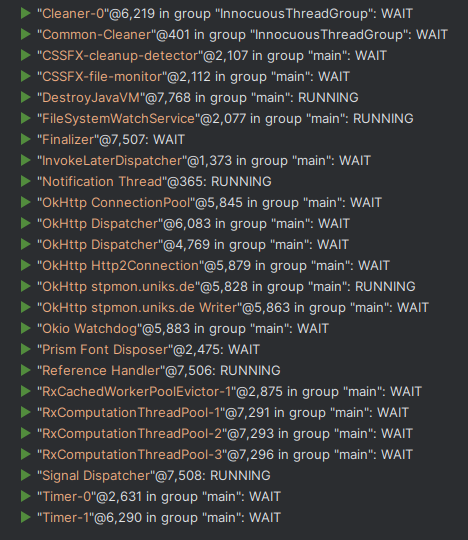 "Cleaner-0"@6,219 in group "InnocuousThreadGroup": WAIT
"Common-Cleaner"@401 in group "InnocuousThreadGroup": WAIT
"CSSFX-cleanup-detector"@2,107 in group "main": WAIT
"CSSFX-file-monitor"@2,112 in group "main": WAIT
"DestroyJavaVM"@7,768 in group "main": RUNNING
"FileSystemWatchService"@2,077 in group "main": RUNNING
"Finalizer"@7,507: WAIT
"InvokeLaterDispatcher"@1,373 in group "main": WAIT
"Notification Thread"@365: RUNNING
"OkHttp ConnectionPool"@5,845 in group "main": WAIT
"OkHttp Dispatcher"@6,083 in group "main": WAIT
"OkHttp Dispatcher"@4,769 in group "main": WAIT
"OkHttp Http2Connection"@5,879 in group "main": WAIT
"OkHttp stpmon.uniks.de"@5,828 in group "main": RUNNING
"OkHttp stpmon.uniks.de Writer"@5,863 in group "main": WAIT
"Okio Watchdog"@5,883 in group "main": WAIT
"Prism Font Disposer"@2,475: WAIT
"Reference Handler"@7,506: RUNNING
"RxCachedWorkerPoolEvictor-1"@2,875 in group "main": WAIT
"RxComputationThreadPool-1"@7,291 in group "main": WAIT
"RxComputationThreadPool-2"@7,293 in group "main": WAIT
"RxComputationThreadPool-3"@7,296 in group "main": WAIT
"Signal Dispatcher"@7,508: RUNNING
"Timer-0"@2,631 in group "main": WAIT
"Timer-1"@6,290 in group "main": WAIT